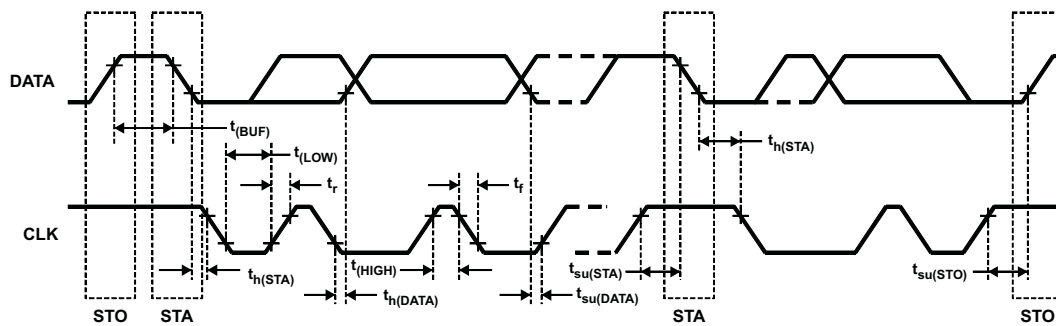 DATA
t(BUF)
t(LOW)
th(STA)
tr
tf
CLK
th(STA)
t(HIGH)
th(DATA)
tsu(DATA)
tsu(STA)
tsu(STO)
STO
STA
STA
STO